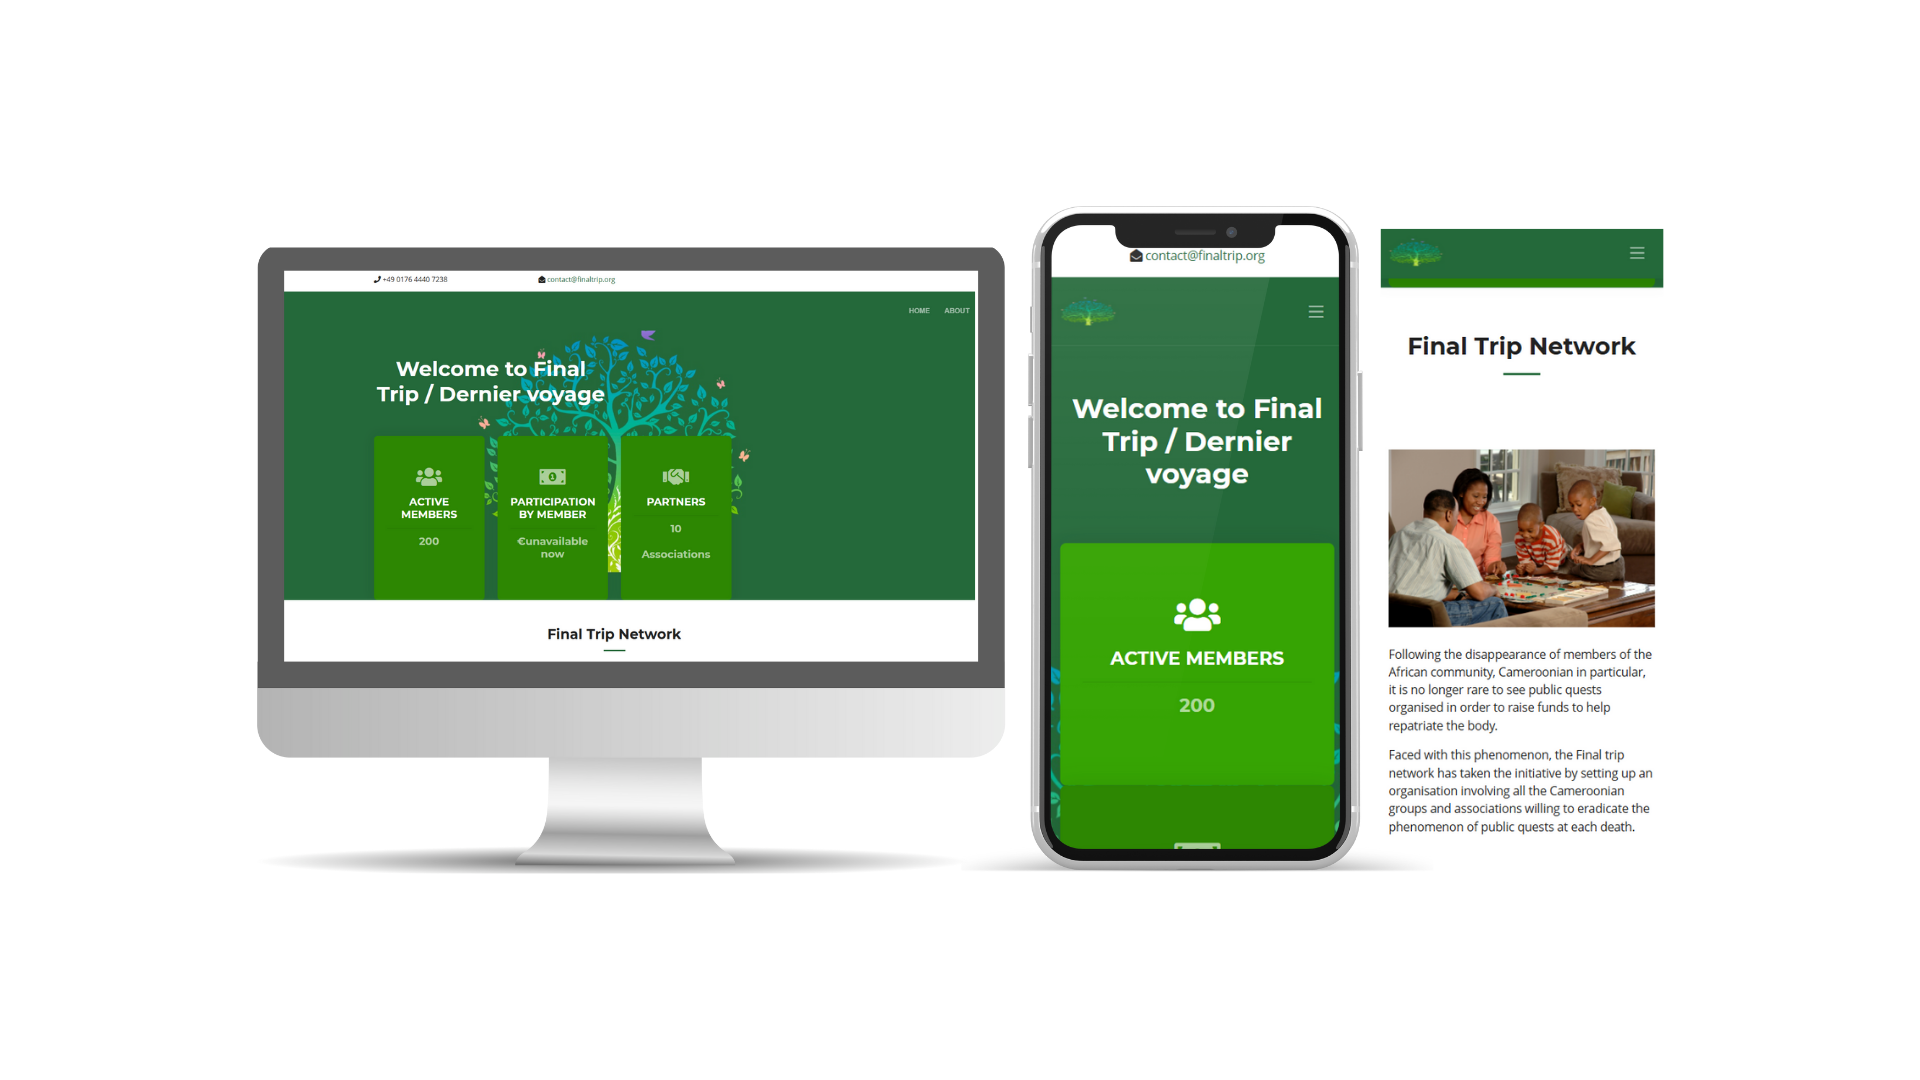 +49 0176 4440 7238
contact@finaltrip.org
HOME ABOUT
Welcome to Final
Trip / Dernier voyage
ACTIVE
MEMBERS
200
PARTICIPATION
BY MEMBER
€unavailable
now
PARTNERS
10
Associations
Final Trip Network
contact@finaltrip.org
Welcome to Final
Trip / Dernier
voyage
ACTIVE MEMBERS
200
Final Trip Network
Following the disappearance of members of the
African community, Cameroonian in particular,
it is no longer rare to see public quests
organised in order to raise funds to help
repatriate the body.
Faced with this phenomenon, the Final trip
network has taken the initiative by setting up an
organisation involving all the Cameroonian
groups and associations willing to eradicate the
phenomenon of public quests at each death.